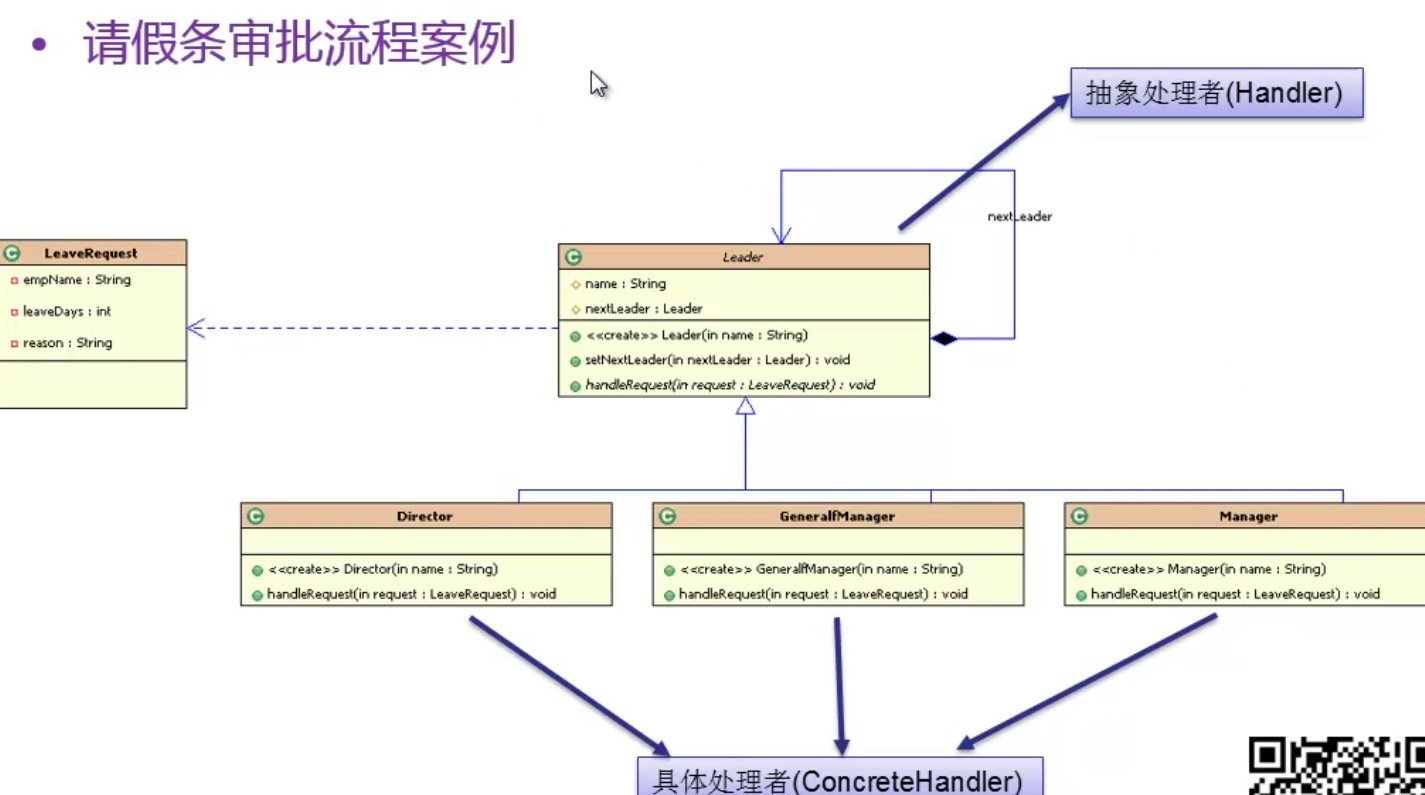 • 请假条审批流程案例
抽象处理者(Handler)
nextLeader
LeaveRequest
empName : String
leaveDays : int
reason : String
Leader
name : String
nextLeader : Leader
<<create>> Leader(in name : String)
setNextLeader(in nextLeader : Leader) : void
handleRequest(in request : LeaveRequest) : void
Director
<<create>> Director(in name : String)
handleRequest(in request : LeaveRequest) : void
GeneralfManager
<<create>> GeneralfManager(in name : String)
handleRequest(in request : LeaveRequest) : void
Manager
<<create>> Manager(in name : String)
handleRequest(in request : LeaveRequest) : void
具体处理者(ConcreteHandler)